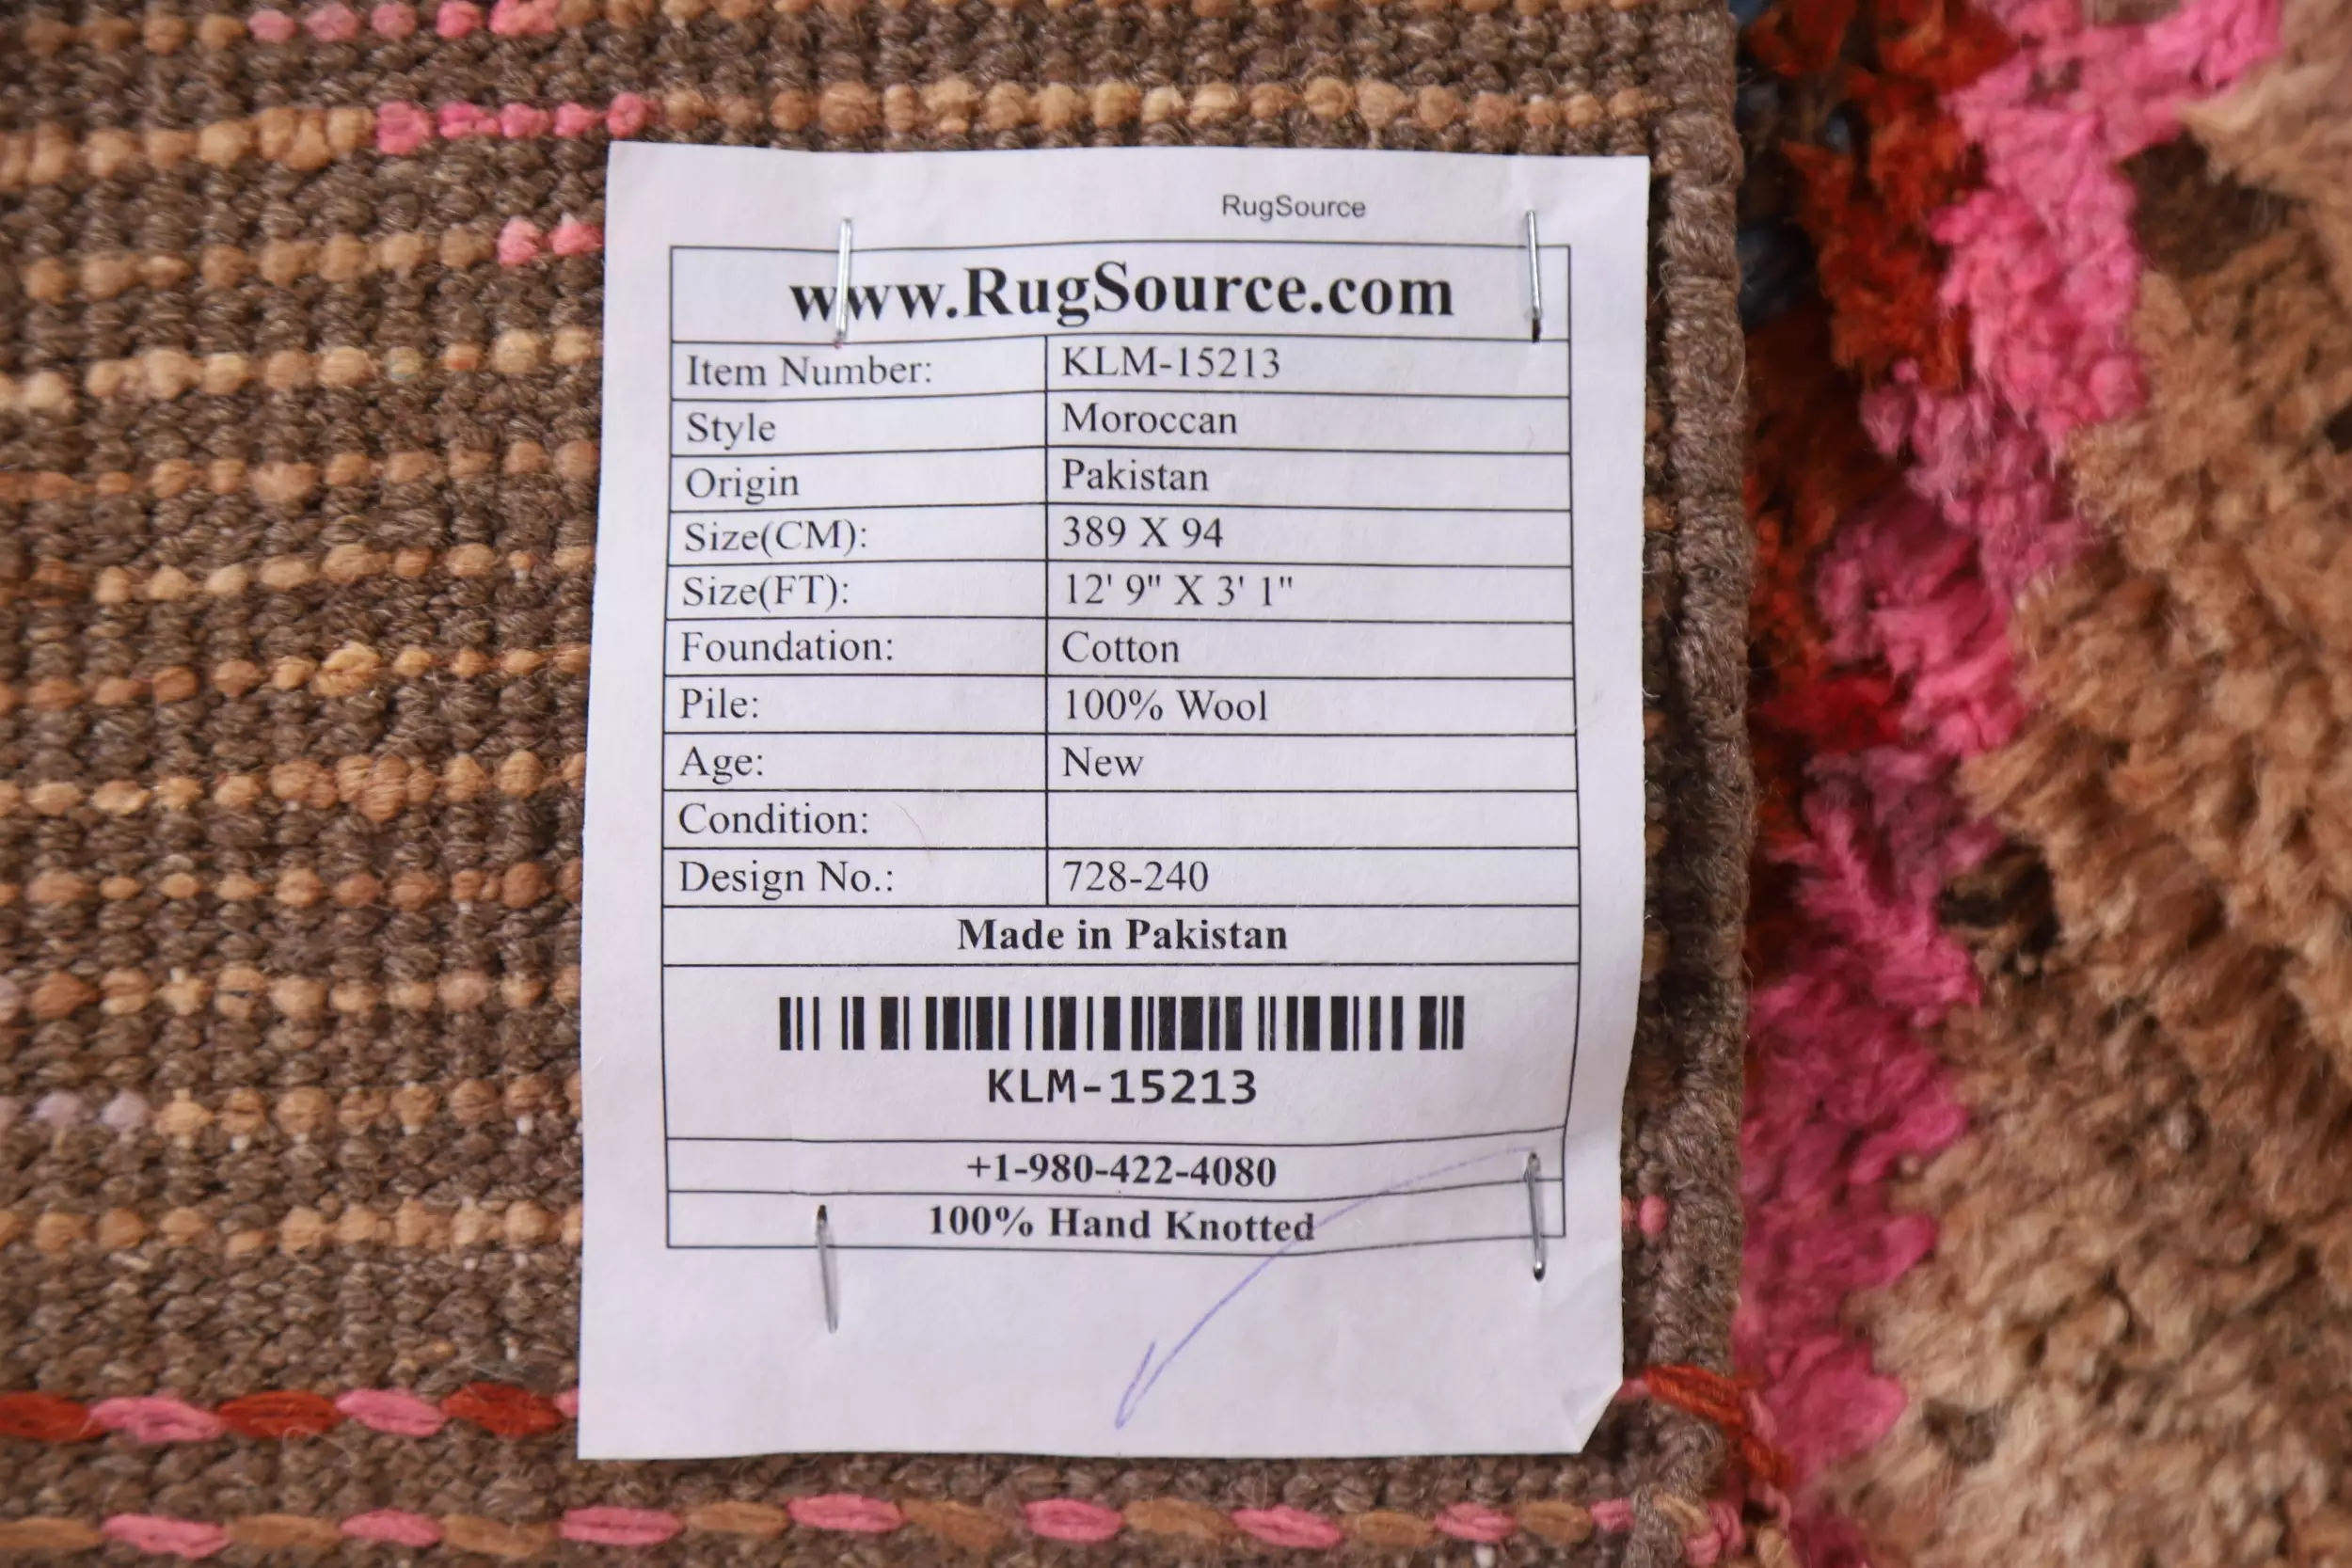 RugSource
www.RugSource.com
Item Number: KLM-15213
Style Moroccan
Origin Pakistan
Size(CM): 389 X 94
Size(FT): 12' 9" X 3' 1"
Foundation: Cotton
Pile: 100% Wool
Age: New
Condition:
Design No.: 728-240
Made in Pakistan
KLM-15213
+1-980-422-4080
100% Hand Knotted